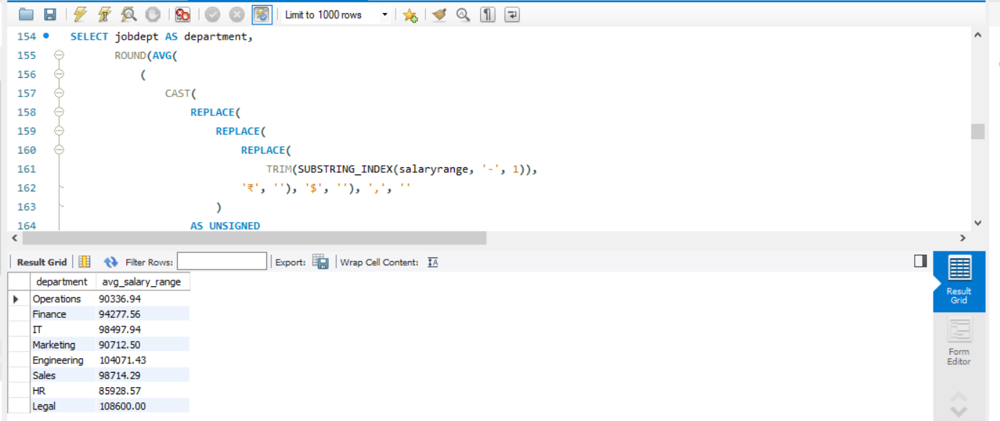 Limit to 1000 rows
154 SELECT jobdept AS department,
155 ROUND(AVG(
156 (
157 CAST(
158 REPLACE(
159 REPLACE(
160 REPLACE(
161 TRIM(SUBSTRING_INDEX(salaryrange, '-', 1)),
162 '₹', ''), '$', ''), ',', ''
163 )
164 AS UNSIGNED
Result Grid Filter Rows: Export: Wrap Cell Content: IA
department avg_salary_range
Operations 90336.94
Finance 94277.56
IT 98497.94
Marketing 90712.50
Engineering 104071.43
Sales 98714.29
HR 85928.57
Legal 108600.00
Result
Grid
Form
Editor